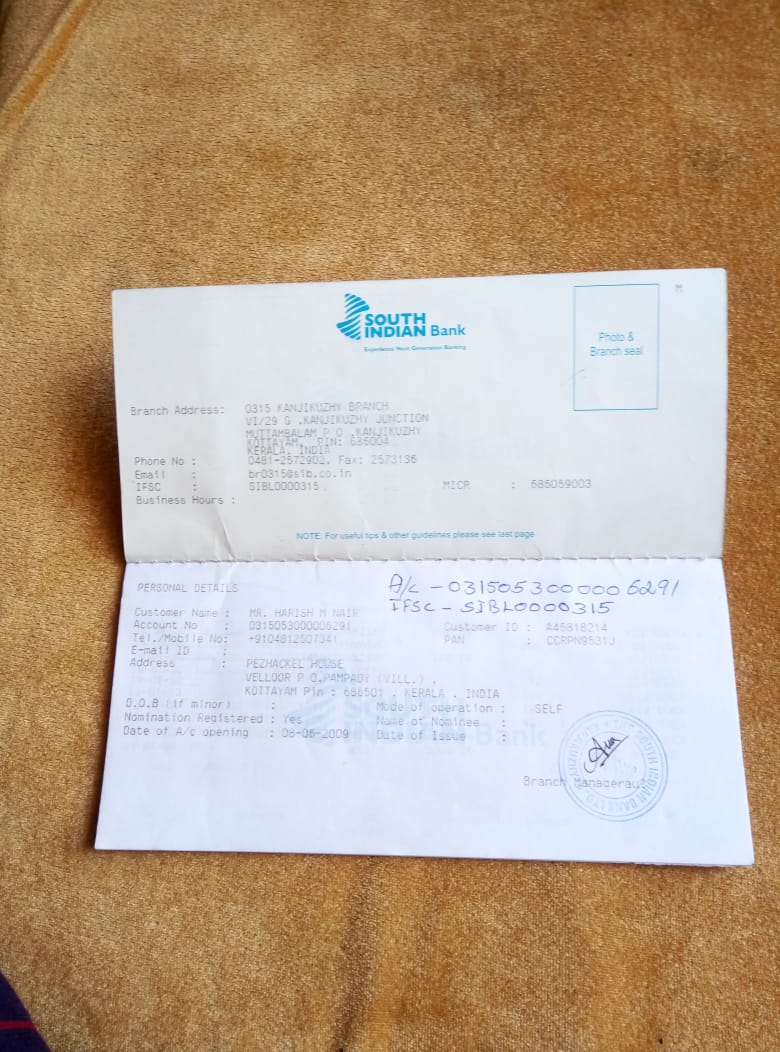 SOUTH
INDIAN Bank
Experience Next Generation Banking
Photo &
Branch seal
Branch Address: 0315 KANJIKUZHY BRANCH
VI/29 G .KANJIKUZHY JUNCTION
MUTTAMBALAM P O .KANJIKUZHY
KOTTAYAM. Pin: 686004
KERALA. INDIA
Phone No : 0481-2572902, Fax: 2573136
Email : br0315@sib.co.in
IFSC : SIBL0000315 MICR : 686059003
Business Hours :
NOTE: For useful tips & other guidelines please see last page
A/c - 0315053000006291
IFSC - SIBL0000315
PERSONAL DETAILS
Customer Name : MR. HARISH M NAIR
Account No : 0315053000006291 Customer ID : A45818214
Tel./Mobile No: +9104812507341 PAN : CCRPN9531J
E-mail ID :
Address : PEZHACKEL HOUSE
VELLOOR P O.PAMPADY (VILL.) ,
KOTTAYAM Pin : 686501 . KERALA . INDIA
D.O.B (if minor) : Mode of operation : SELF
Nomination Registered : Yes Name of Nominee :
Date of A/c opening : 08-06-2009 Date of Issue
Bank
Branch Manager
SOUTH INDIAN BANK LTD